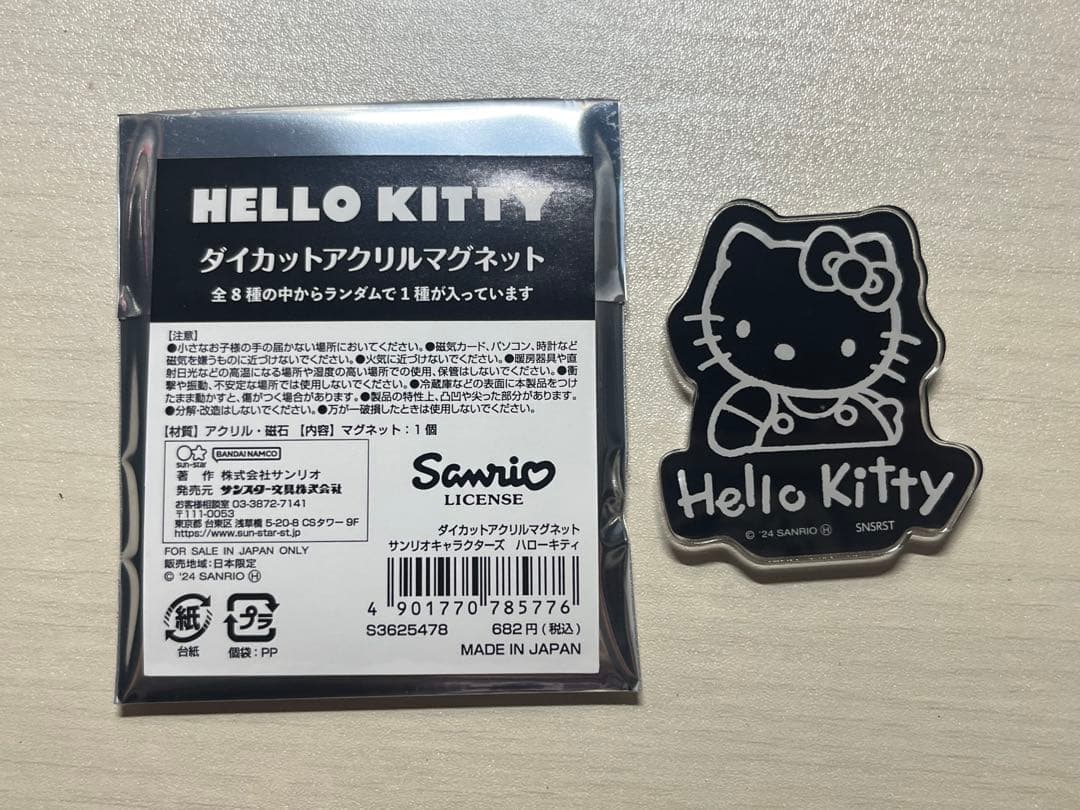 HELLO KITTY
ダイカットアクリルマグネット
全8種の中からランダムで1種が入っています
【注意】
●小さなお子様の手の届かない場所においてください。●磁気カード、パソコン、時計など
磁気を嫌うものに近づけないでください。●火気に近づけないでください。●暖房器具や直
射日光などの高温になる場所や湿度の高い場所での使用、保管はしないでください。●衝
撃や振動、不安定な場所では使用しないでください。●冷蔵庫などの表面に本製品をつけ
たまま動かすと、傷がつく場合があります。●製品の特性上、凸凹や尖った部分があります。
●分解・改造はしないでください。●万が一破損したときは使用しないでください。
【材質】アクリル・磁石 【内容】マグネット：1個
sun-star BANDAI NAMCO
著 作 株式会社サンリオ
発売元 サンスター文具株式会社
お客様相談室 03-3872-7141
〒111-0053
東京都 台東区 浅草橋 5-20-8 CSタワー 9F
https://www.sun-star-st.jp
FOR SALE IN JAPAN ONLY
販売地域：日本限定
© '24 SANRIO Ⓗ
紙
台紙
プラ
個袋：PP
Sanrio
LICENSE
ダイカットアクリルマグネット
サンリオキャラクターズ ハローキティ
4 901770 785776
S3625478 682円(税込)
MADE IN JAPAN
Hello Kitty
© '24 SANRIO Ⓗ SNSRST